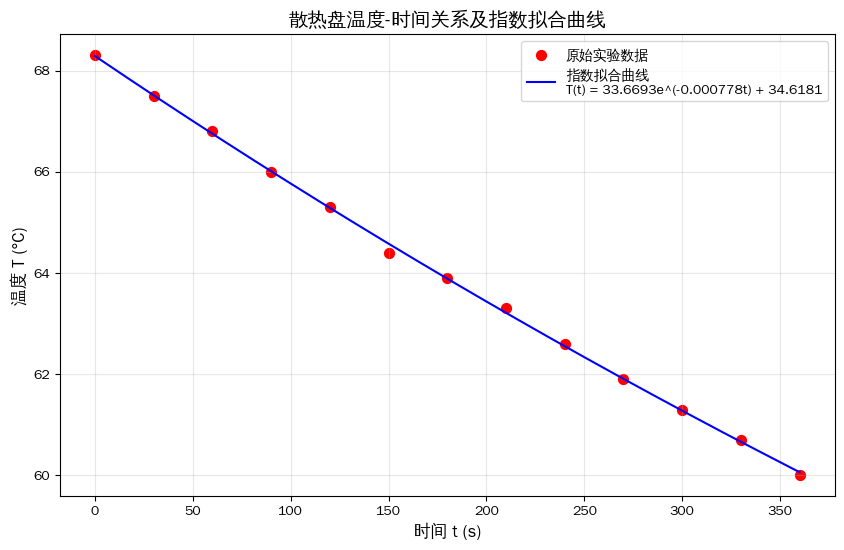 散热盘温度-时间关系及指数拟合曲线
原始实验数据
指数拟合曲线
T(t) = 33.6693e^(-0.000778t) + 34.6181
温度 T (°C)
68
66
64
62
60
0 50 100 150 200 250 300 350
时间 t (s)